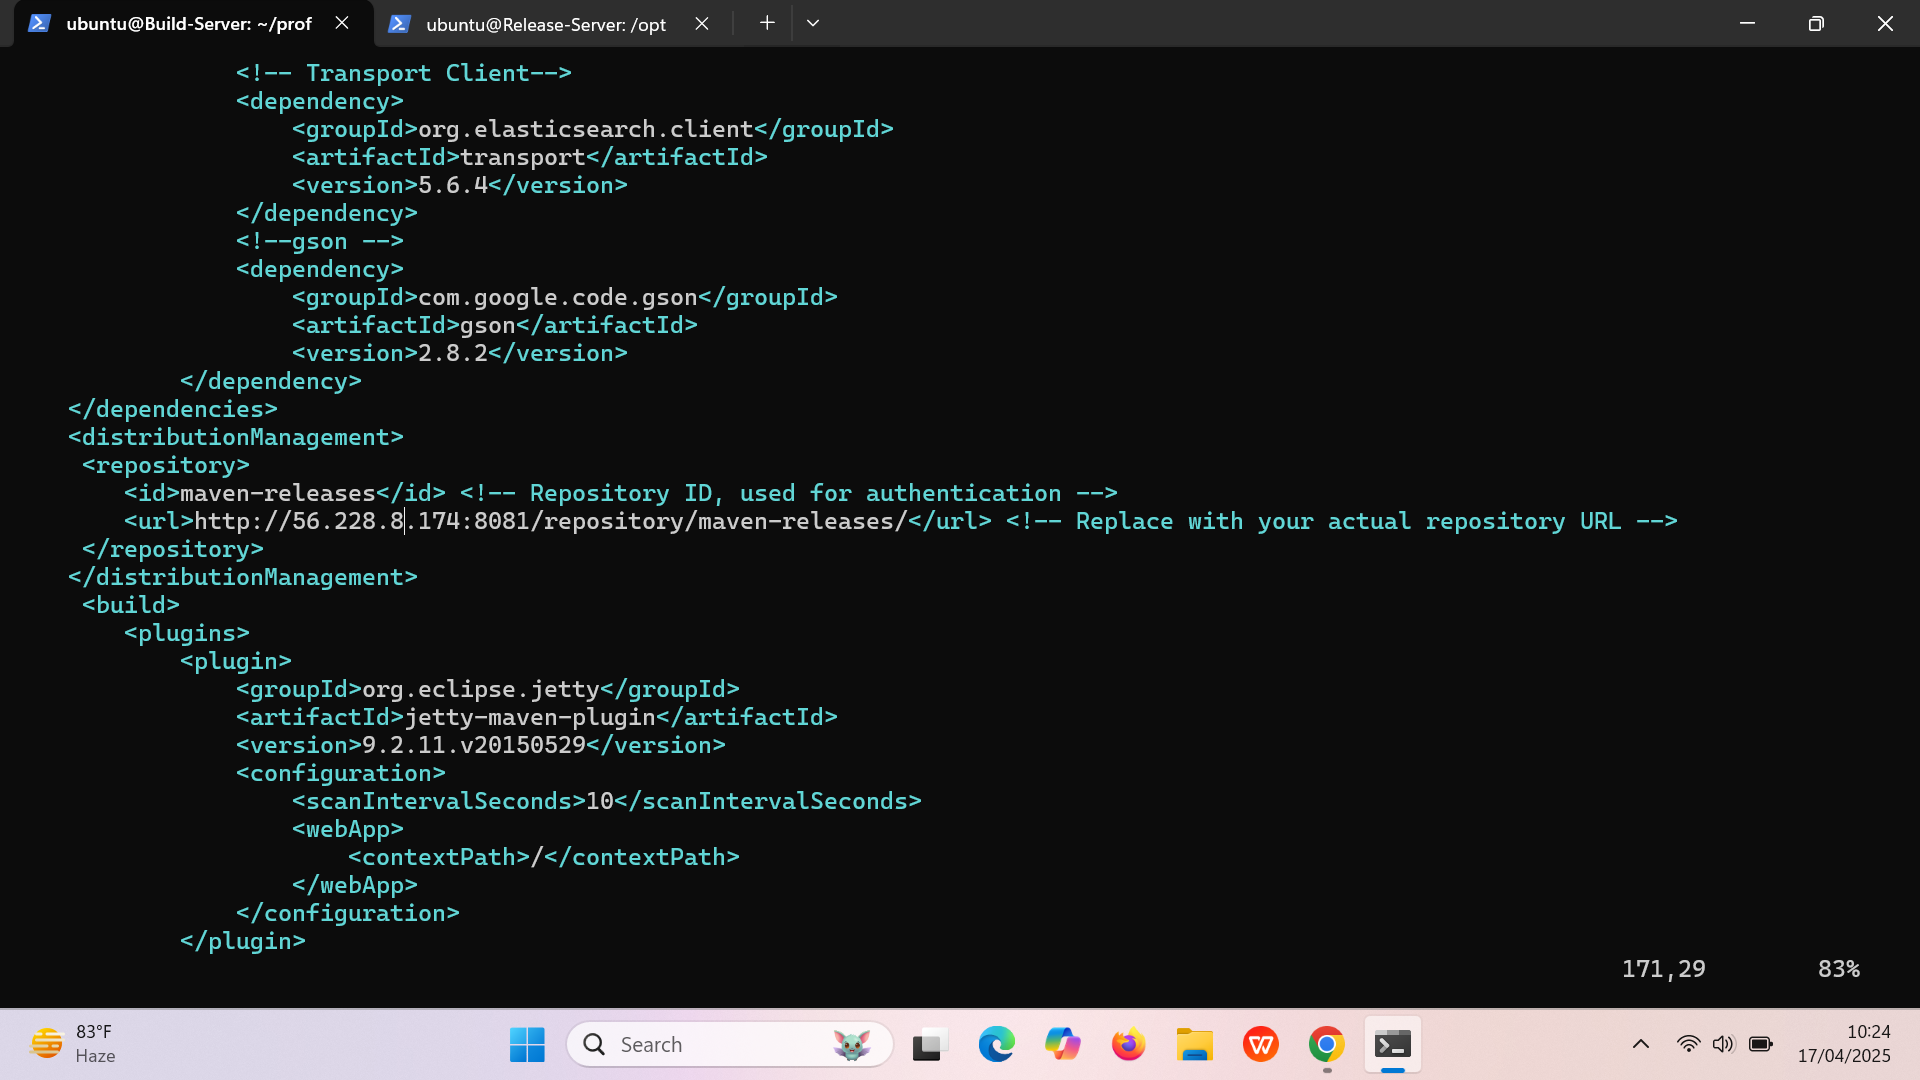 ubuntu@Build-Server: ~/prof
ubuntu@Release-Server: /opt
<!-- Transport Client-->
<dependency>
<groupId>org.elasticsearch.client</groupId>
<artifactId>transport</artifactId>
<version>5.6.4</version>
</dependency>
<!--gson -->
<dependency>
<groupId>com.google.code.gson</groupId>
<artifactId>gson</artifactId>
<version>2.8.2</version>
</dependency>
</dependencies>
<distributionManagement>
<repository>
<id>maven-releases</id> <!-- Repository ID, used for authentication -->
<url>http://56.228.8.174:8081/repository/maven-releases/</url> <!-- Replace with your actual repository URL -->
</repository>
</distributionManagement>
<build>
<plugins>
<plugin>
<groupId>org.eclipse.jetty</groupId>
<artifactId>jetty-maven-plugin</artifactId>
<version>9.2.11.v20150529</version>
<configuration>
<scanIntervalSeconds>10</scanIntervalSeconds>
<webApp>
<contextPath>/</contextPath>
</webApp>
</configuration>
</plugin>
171,29 83%
83°F
Haze
Search
10:24
17/04/2025